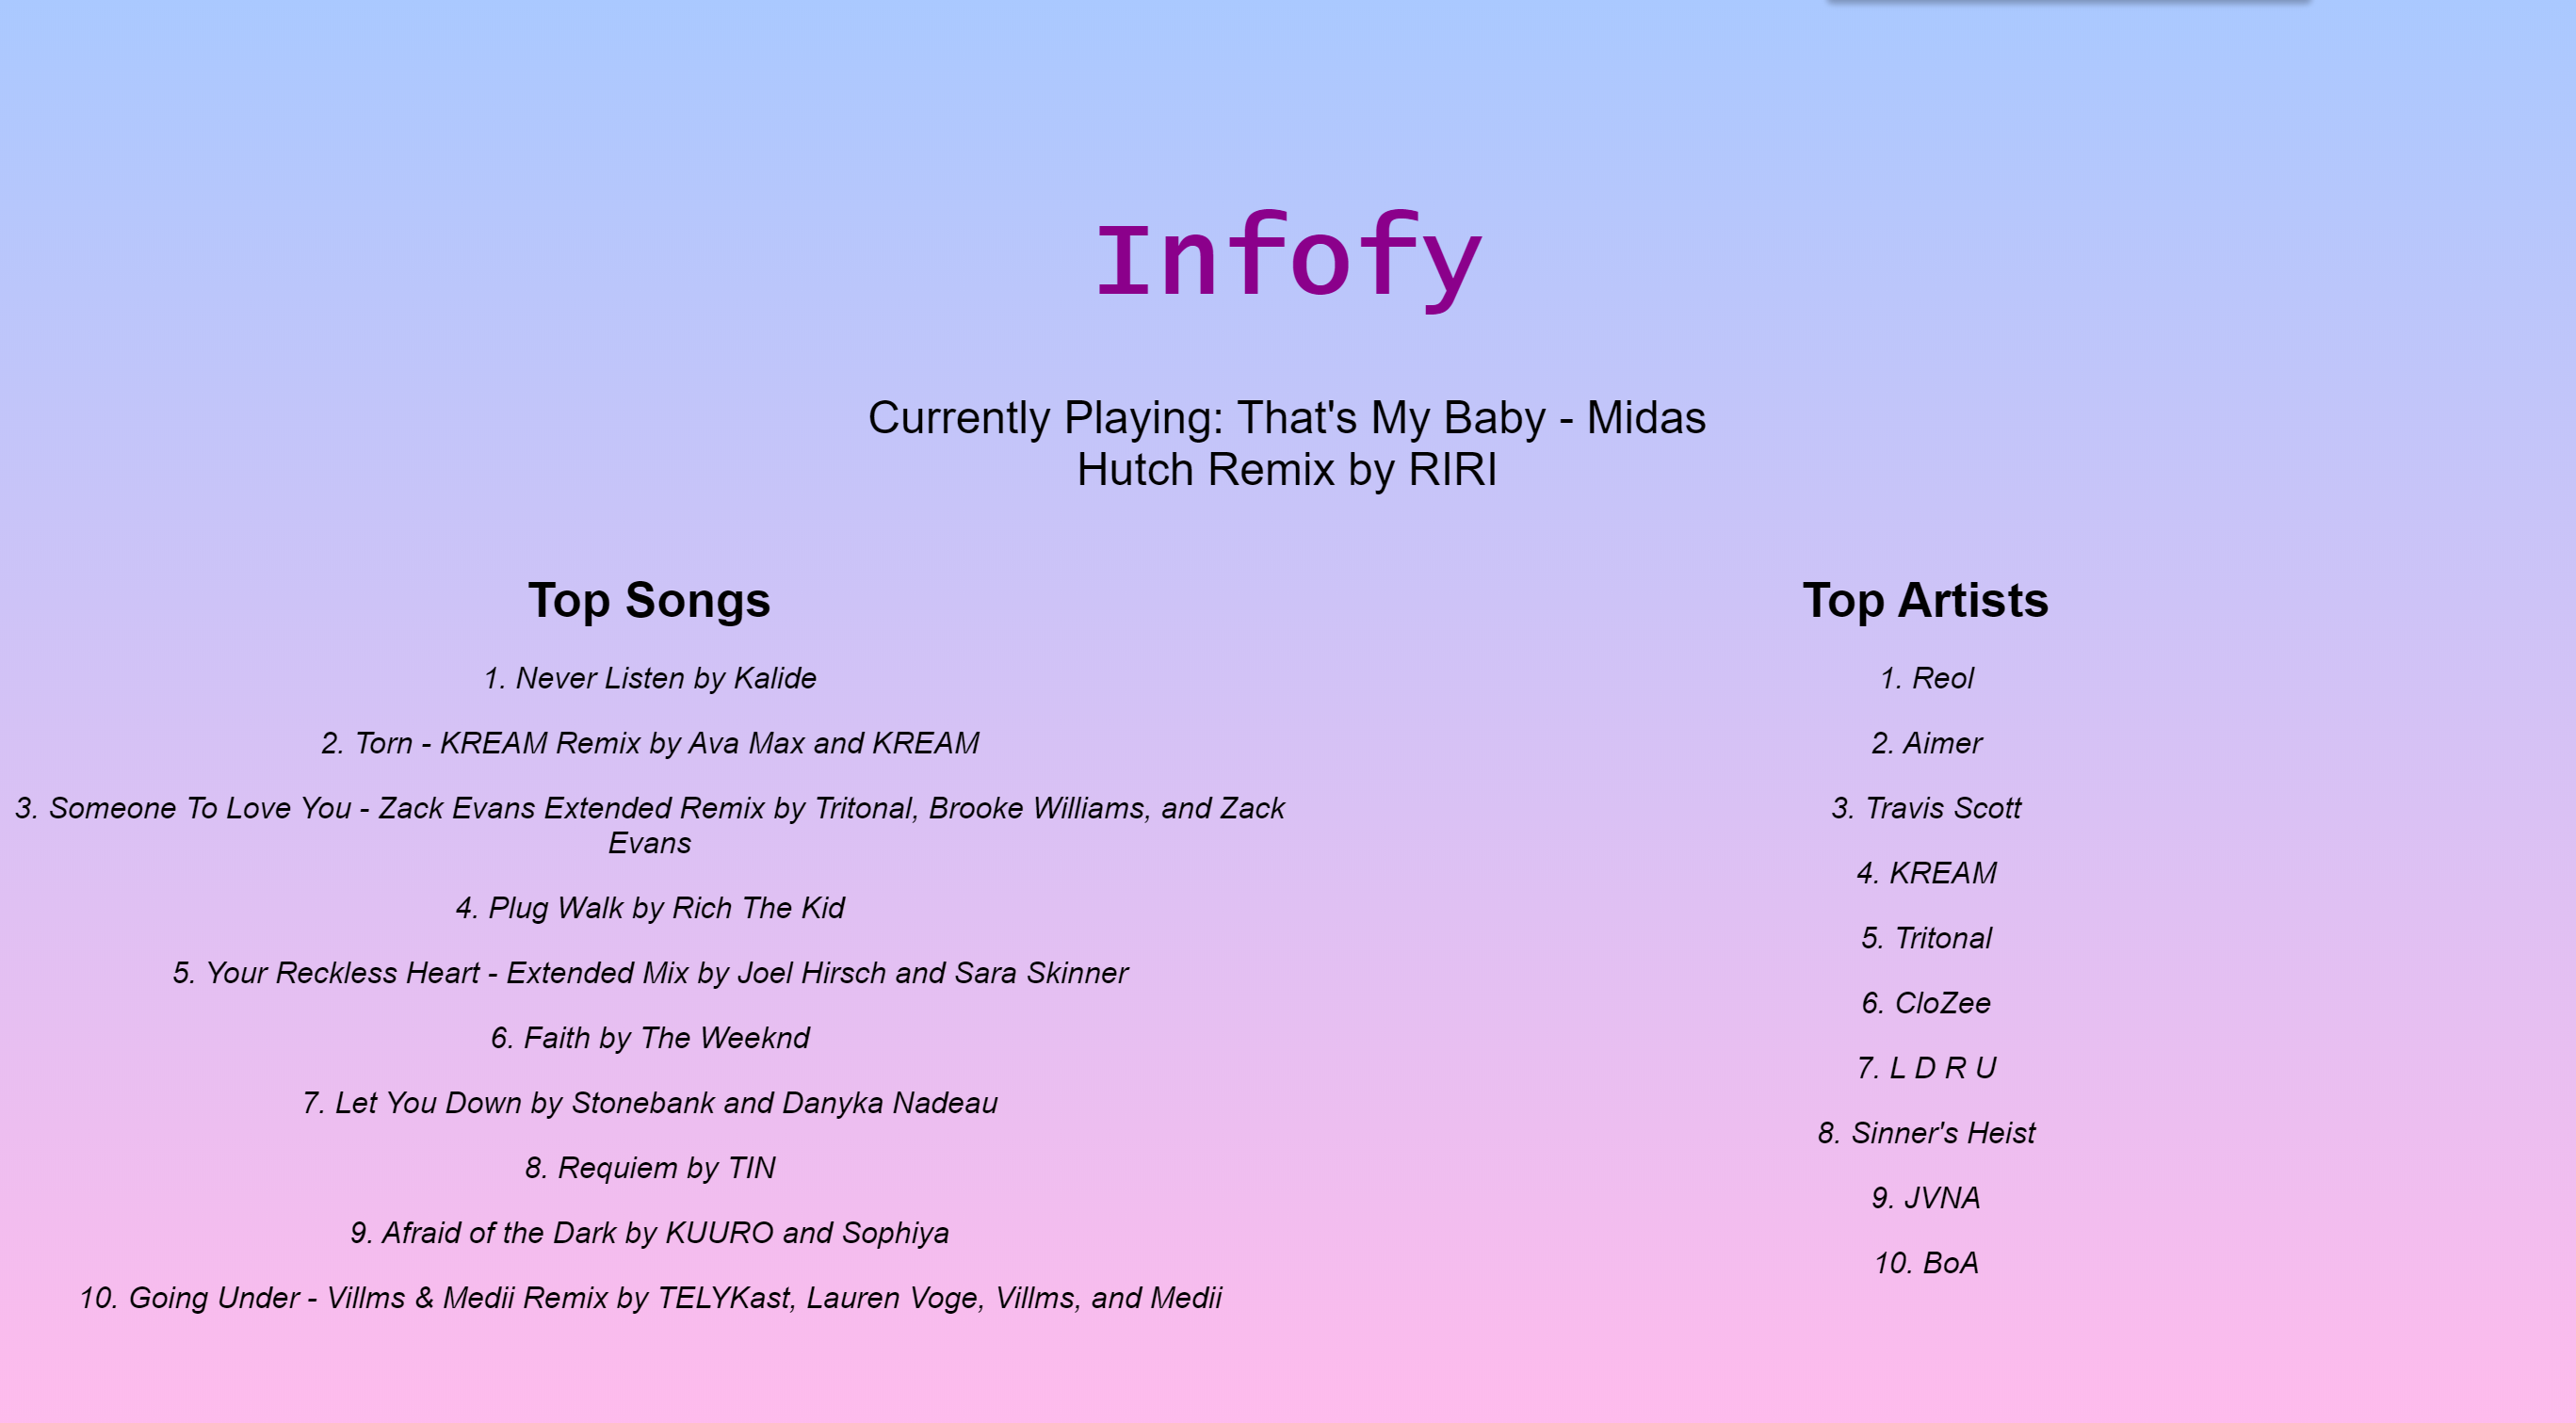 Infofy
Currently Playing: That's My Baby - Midas
Hutch Remix by RIRI
Top Songs
1. Never Listen by Kalide
2. Torn - KREAM Remix by Ava Max and KREAM
3. Someone To Love You - Zack Evans Extended Remix by Tritonal, Brooke Williams, and Zack
Evans
4. Plug Walk by Rich The Kid
5. Your Reckless Heart - Extended Mix by Joel Hirsch and Sara Skinner
6. Faith by The Weeknd
7. Let You Down by Stonebank and Danyka Nadeau
8. Requiem by TIN
9. Afraid of the Dark by KUURO and Sophiya
10. Going Under - Villms & Medii Remix by TELYKast, Lauren Voge, Villms, and Medii
Top Artists
1. Reol
2. Aimer
3. Travis Scott
4. KREAM
5. Tritonal
6. CloZee
7. L D R U
8. Sinner's Heist
9. JVNA
10. BoA